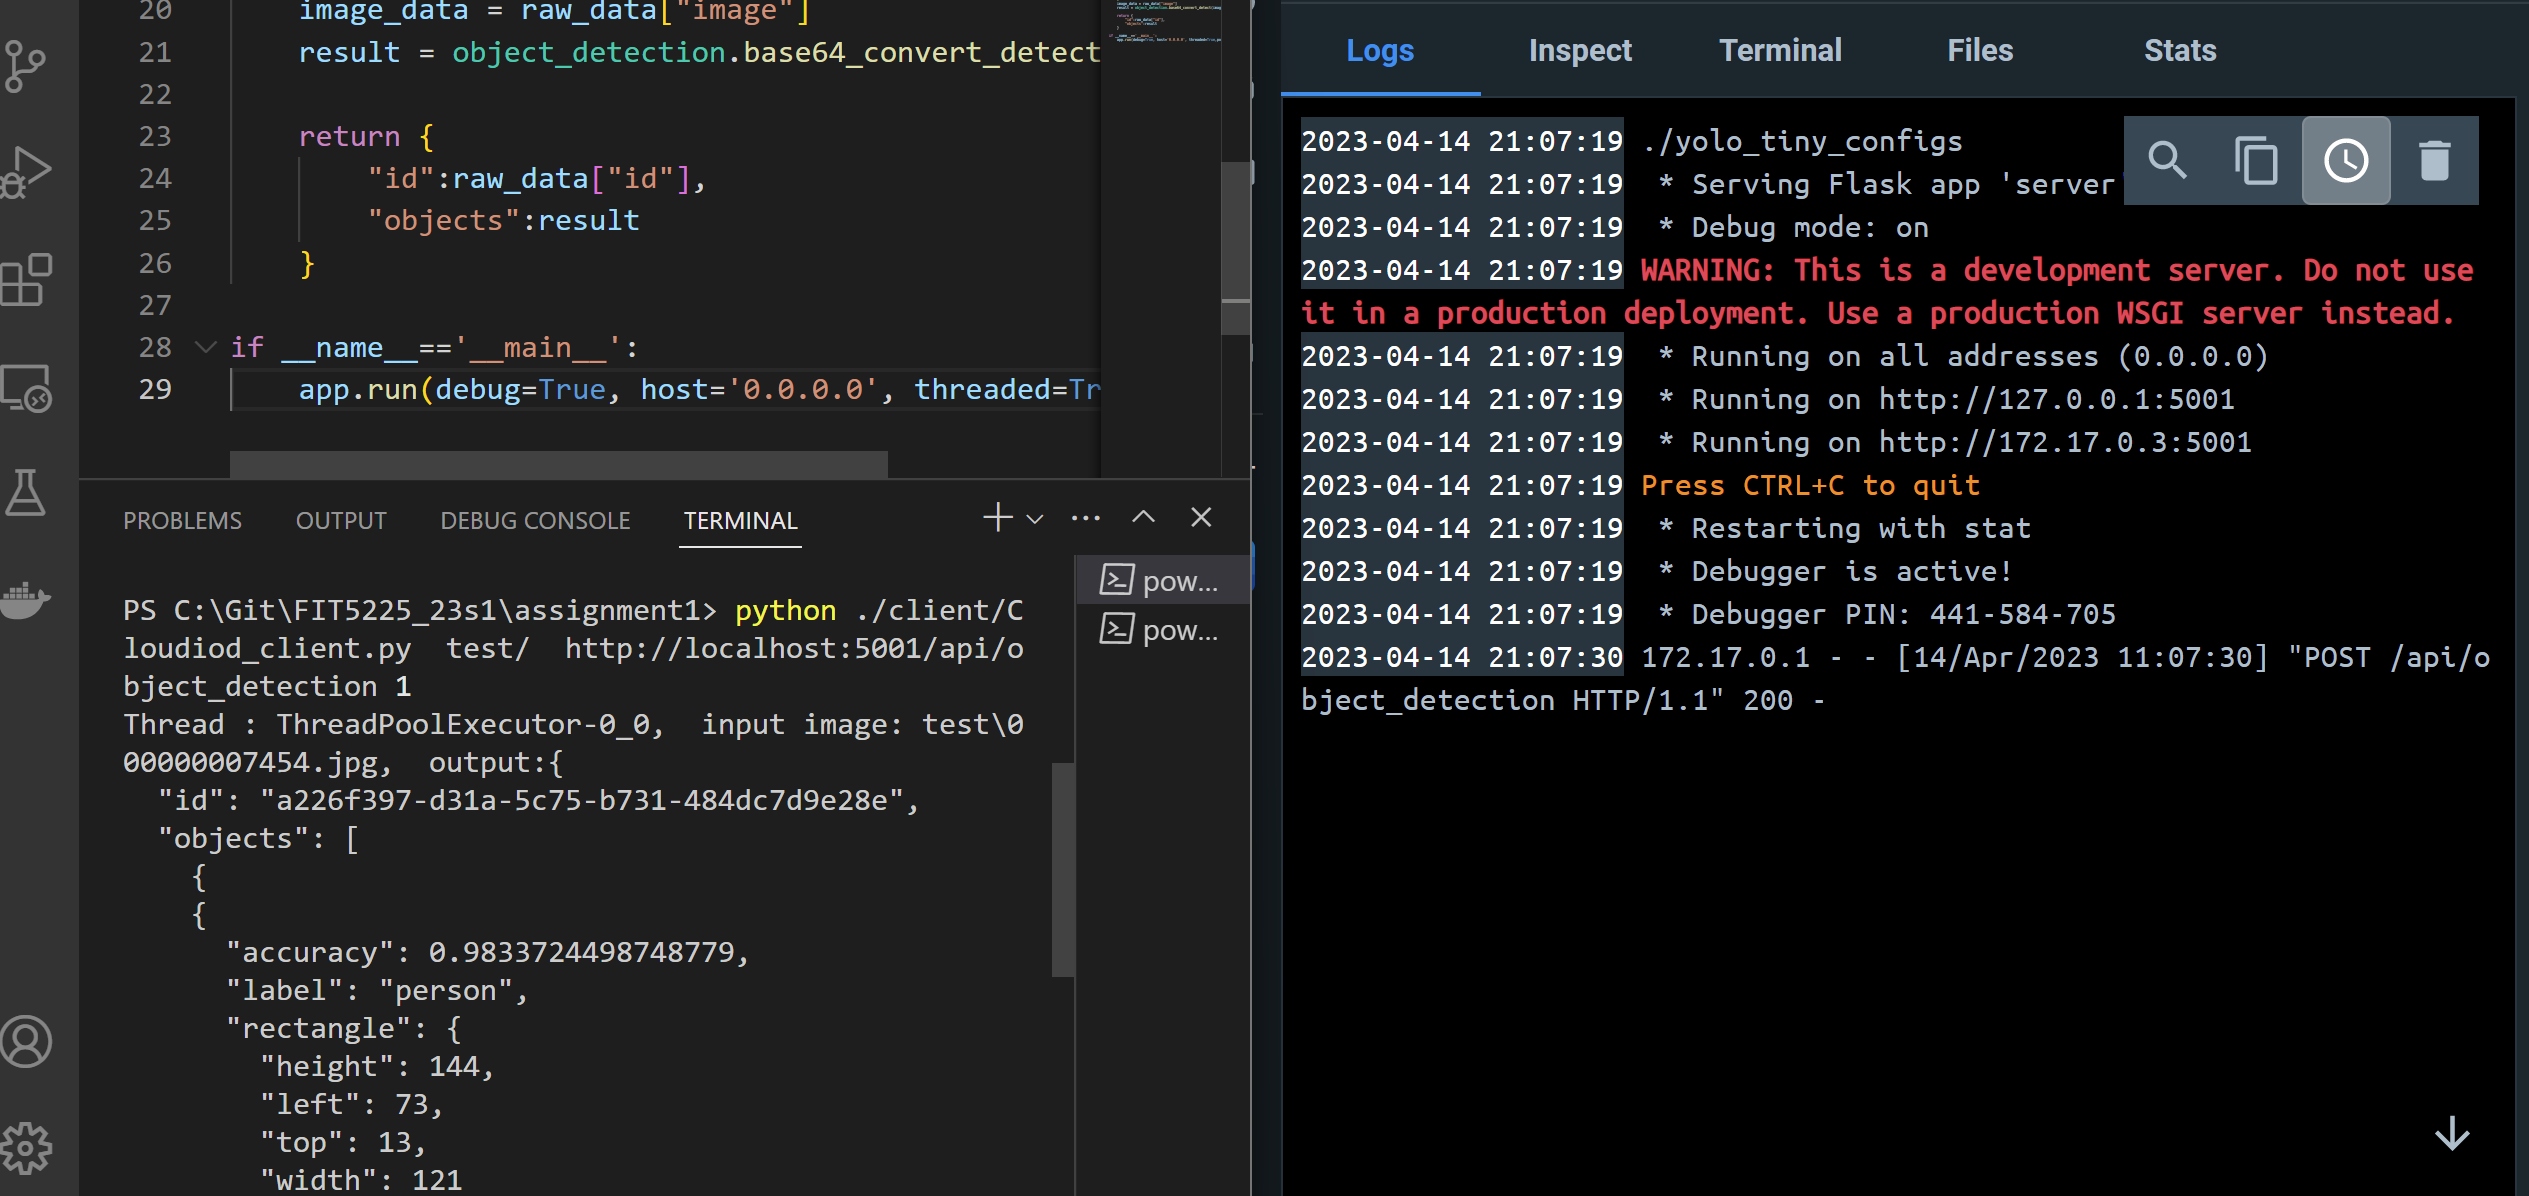 20 image_data = raw_data["image"]
21 result = object_detection.base64_convert_detect
22
23 return {
24 "id":raw_data["id"],
25 "objects":result
26 }
27
28 if __name__=='__main__':
29 app.run(debug=True, host='0.0.0.0', threaded=Tr
PROBLEMS OUTPUT DEBUG CONSOLE TERMINAL
pow...
pow...
PS C:\Git\FIT5225_23s1\assignment1> python ./client/C
loudiod_client.py test/ http://localhost:5001/api/o
bject_detection 1
Thread : ThreadPoolExecutor-0_0, input image: test\0
00000007454.jpg, output:{
"id": "a226f397-d31a-5c75-b731-484dc7d9e28e",
"objects": [
{
{
"accuracy": 0.9833724498748779,
"label": "person",
"rectangle": {
"height": 144,
"left": 73,
"top": 13,
"width": 121
Logs Inspect Terminal Files Stats
2023-04-14 21:07:19 ./yolo_tiny_configs
2023-04-14 21:07:19 * Serving Flask app 'server'
2023-04-14 21:07:19 * Debug mode: on
2023-04-14 21:07:19 WARNING: This is a development server. Do not use
it in a production deployment. Use a production WSGI server instead.
2023-04-14 21:07:19 * Running on all addresses (0.0.0.0)
2023-04-14 21:07:19 * Running on http://127.0.0.1:5001
2023-04-14 21:07:19 * Running on http://172.17.0.3:5001
2023-04-14 21:07:19 Press CTRL+C to quit
2023-04-14 21:07:19 * Restarting with stat
2023-04-14 21:07:19 * Debugger is active!
2023-04-14 21:07:19 * Debugger PIN: 441-584-705
2023-04-14 21:07:30 172.17.0.1 - - [14/Apr/2023 11:07:30] "POST /api/o
bject_detection HTTP/1.1" 200 -